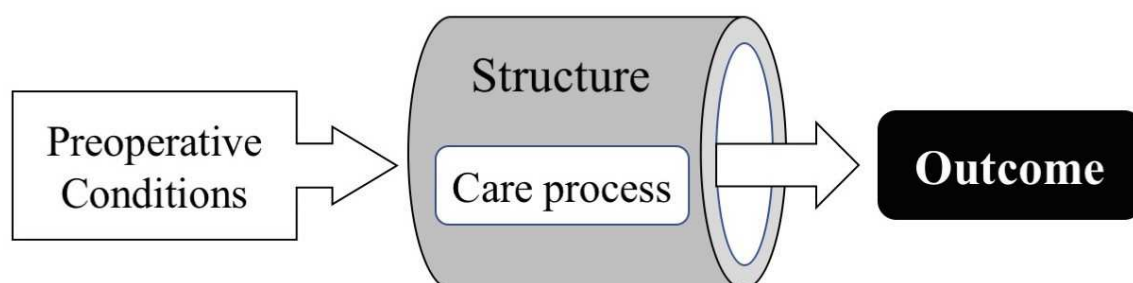 Preoperative
Conditions
Structure
Care process
Outcome